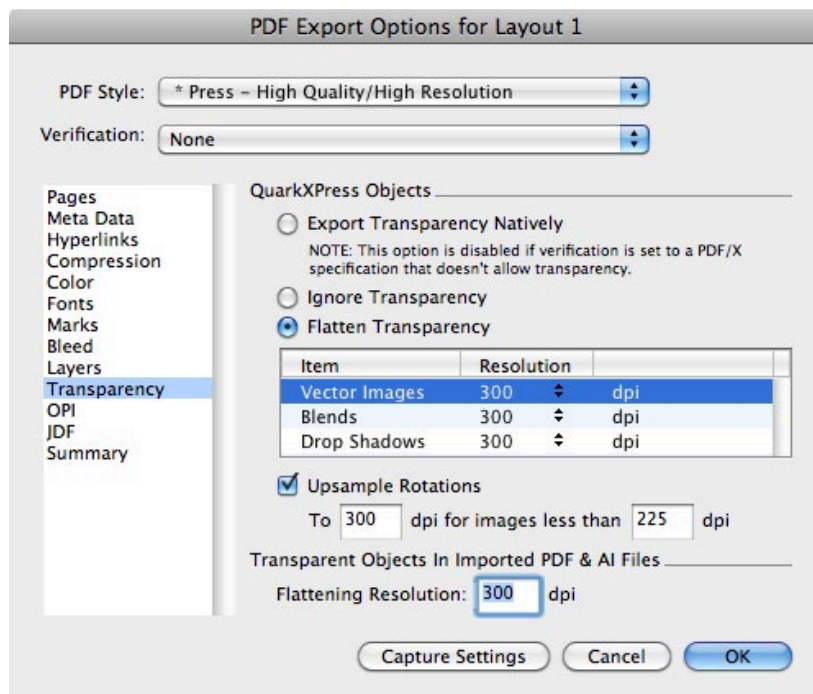 PDF Export Options for Layout 1
PDF Style: * Press – High Quality/High Resolution
Verification: None
Pages
Meta Data
Hyperlinks
Compression
Color
Fonts
Marks
Bleed
Layers
Transparency
OPI
JDF
Summary
QuarkXPress Objects
Export Transparency Natively
NOTE: This option is disabled if verification is set to a PDF/X
specification that doesn't allow transparency.
Ignore Transparency
Flatten Transparency
Item Resolution
Vector Images 300 dpi
Blends 300 dpi
Drop Shadows 300 dpi
Upsample Rotations
To 300 dpi for images less than 225 dpi
Transparent Objects In Imported PDF & AI Files
Flattening Resolution: 300 dpi
Capture Settings Cancel OK